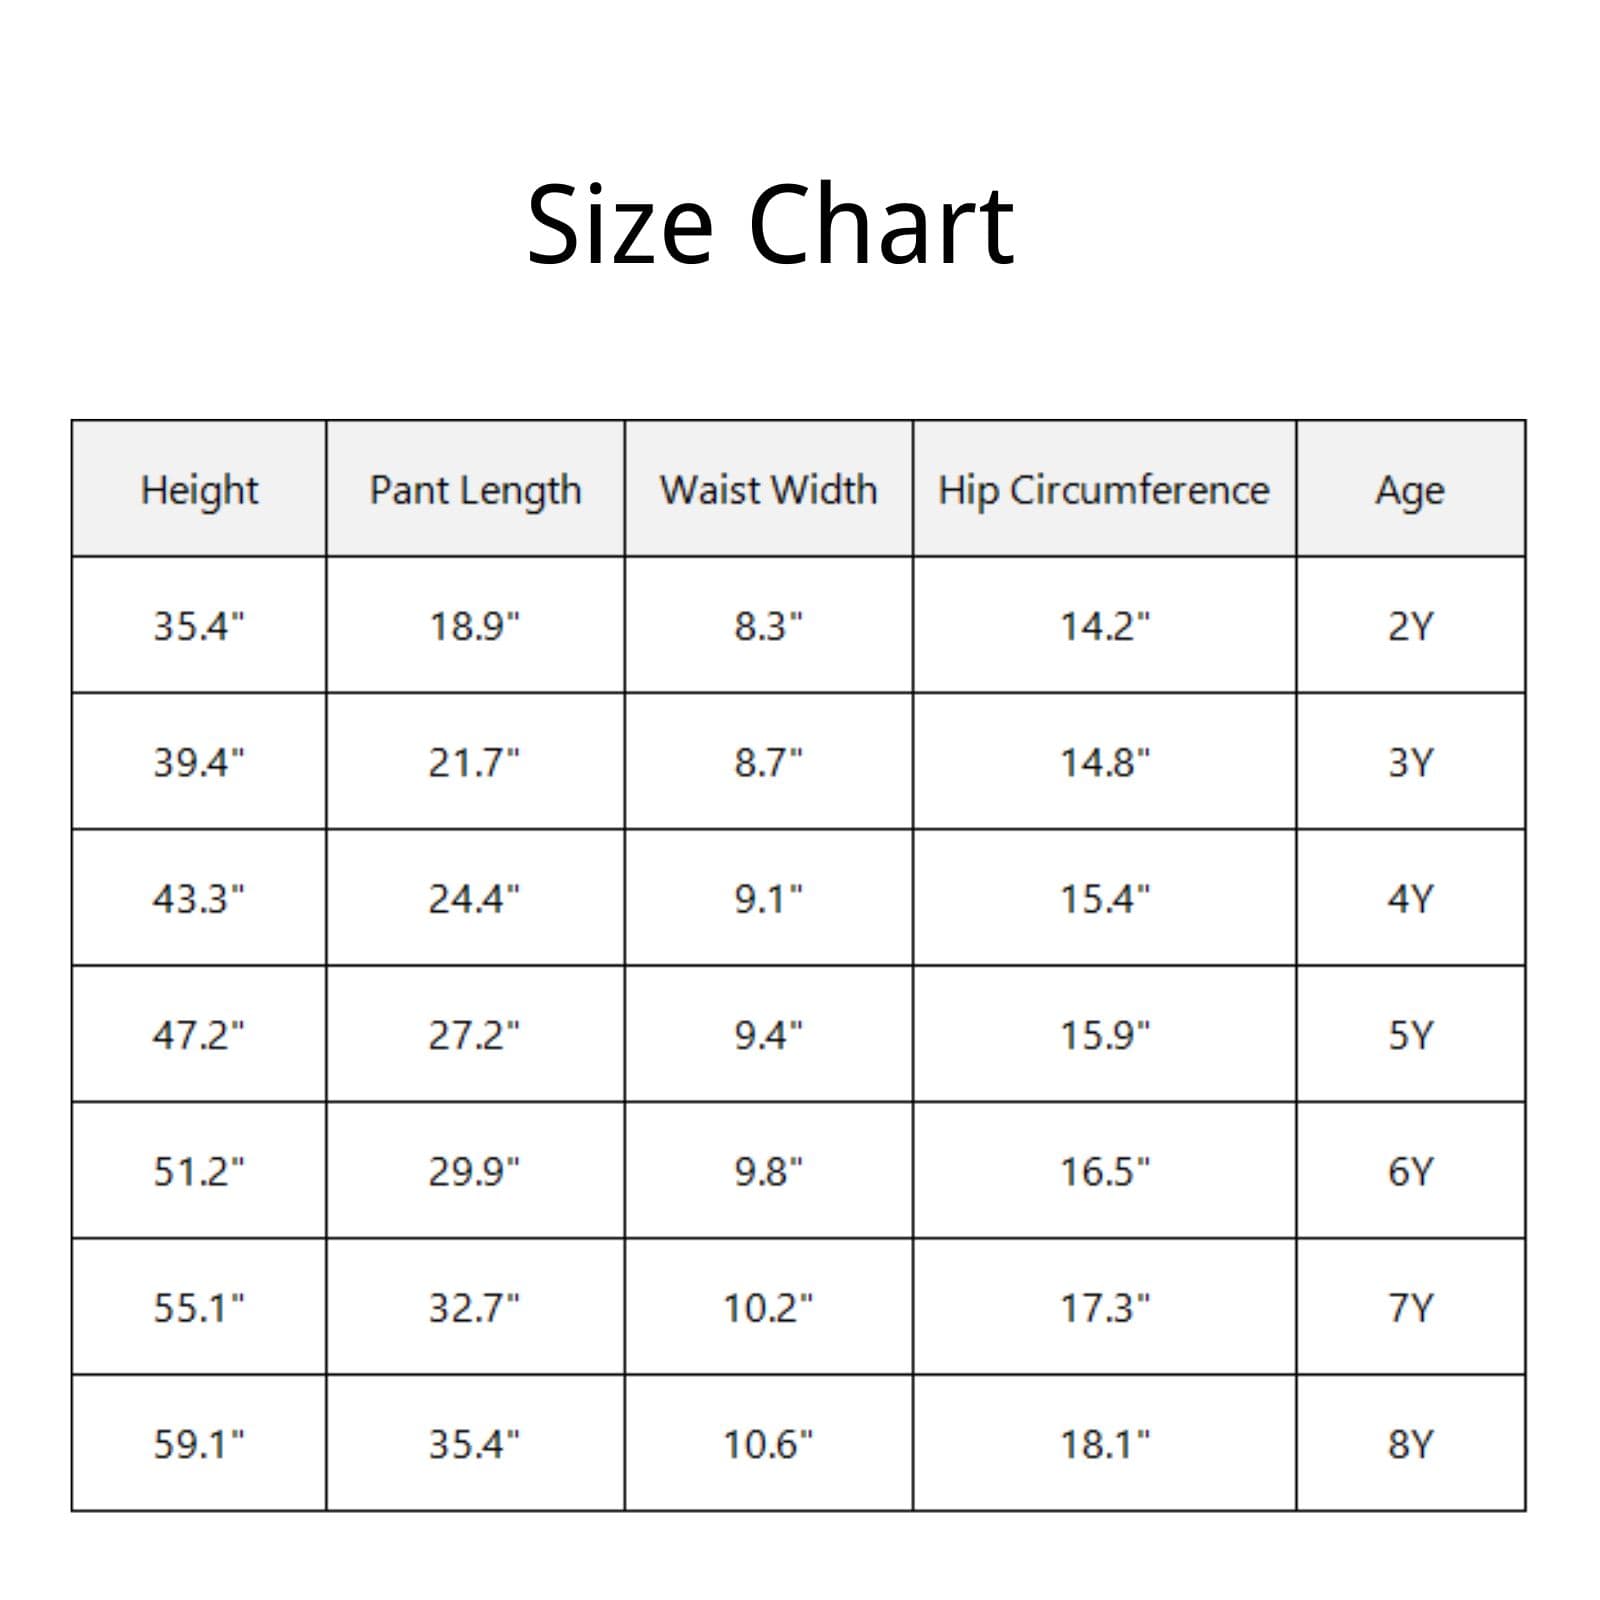 Size Chart
Height Pant Length Waist Width Hip Circumference Age
35.4" 18.9" 8.3" 14.2" 2Y
39.4" 21.7" 8.7" 14.8" 3Y
43.3" 24.4" 9.1" 15.4" 4Y
47.2" 27.2" 9.4" 15.9" 5Y
51.2" 29.9" 9.8" 16.5" 6Y
55.1" 32.7" 10.2" 17.3" 7Y
59.1" 35.4" 10.6" 18.1" 8Y